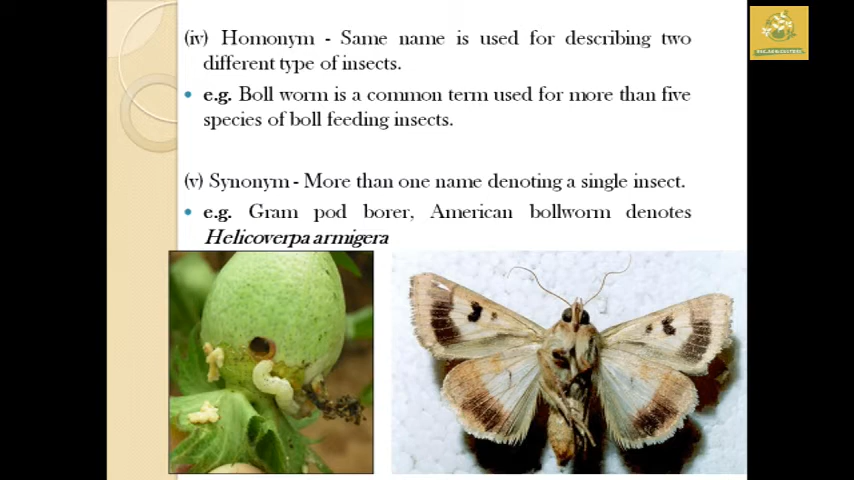 (iv) Homonym - Same name is used for describing two
different type of insects.
• e.g. Boll worm is a common term used for more than five
species of boll feeding insects.
(v) Synonym - More than one name denoting a single insect.
• e.g. Gram pod borer, American bollworm denotes
Helicoverpa armigera